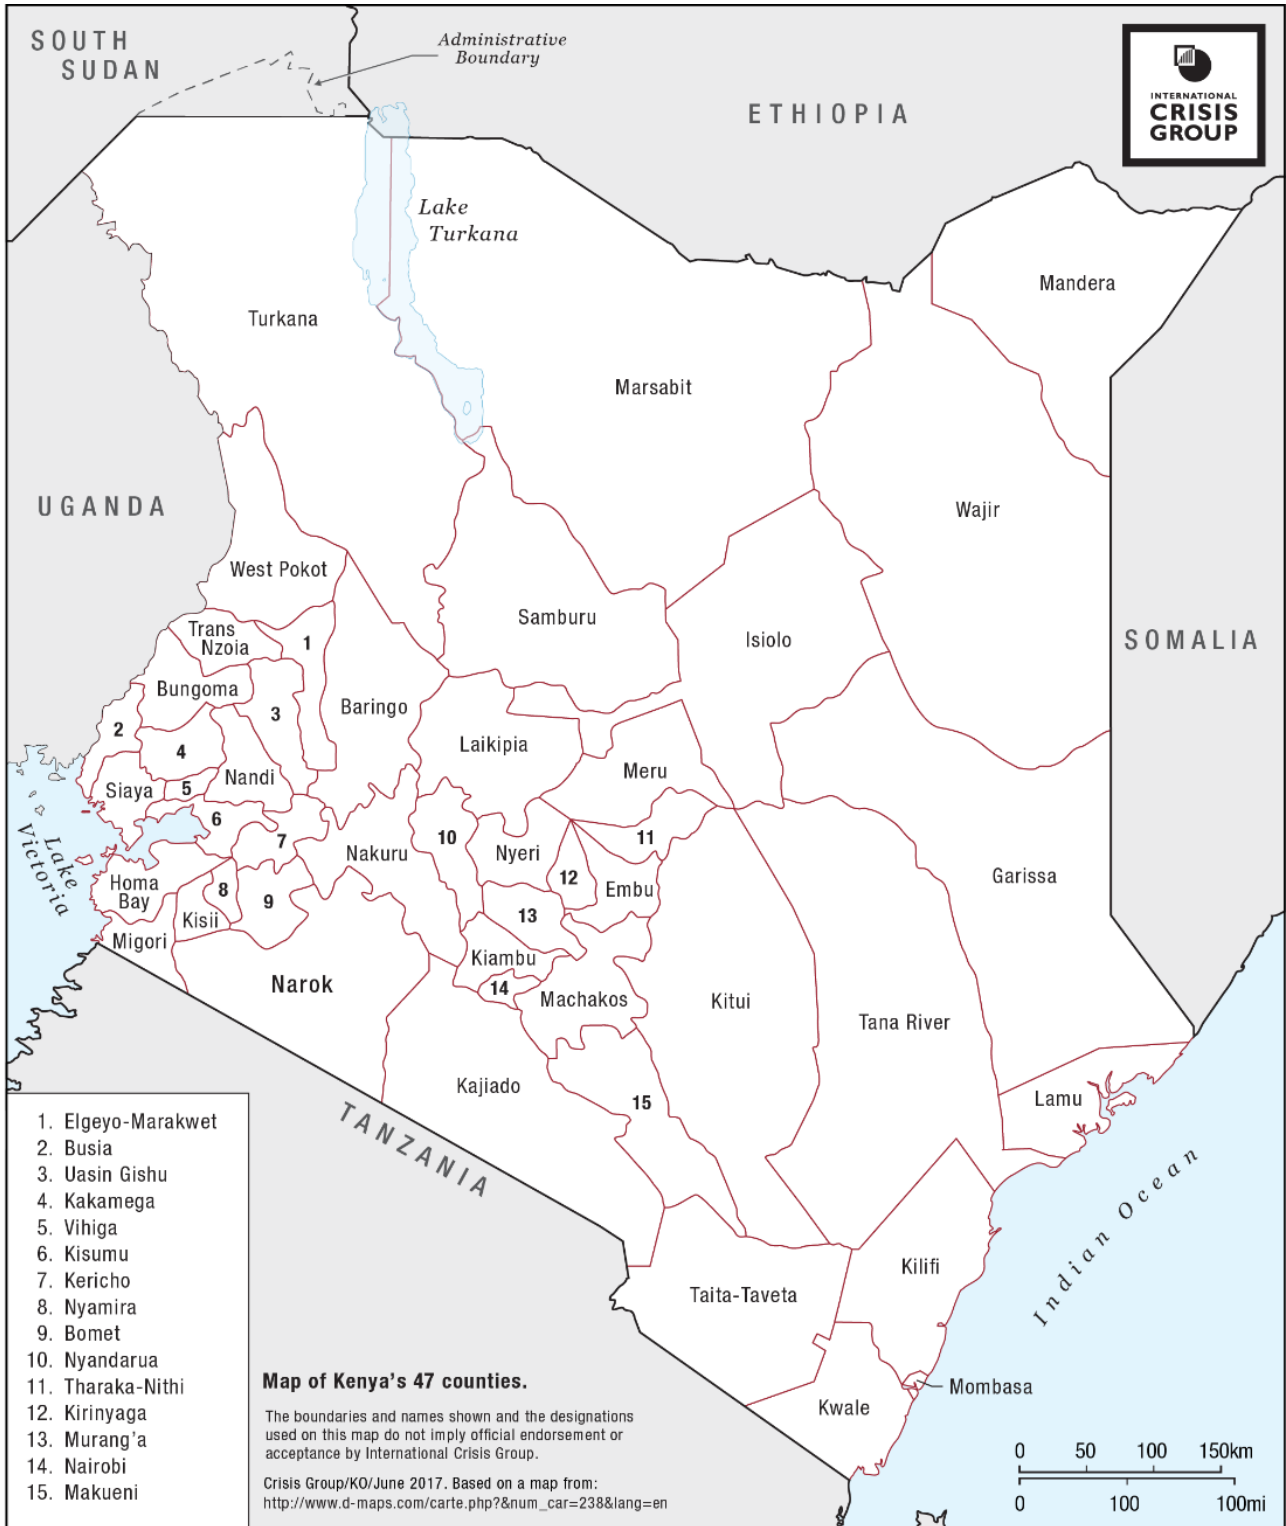 SOUTH
SUDAN
Administrative
Boundary
ETHIOPIA
INTERNATIONAL
CRISIS
GROUP
Lake
Turkana
Mandera
Turkana
Marsabit
UGANDA
Wajir
West Pokot
Samburu
Trans
Nzoia
1
Isiolo
SOMALIA
Bungoma
Baringo
3
2
4
Laikipia
Meru
Nandi
Siaya
5
6
7
10
11
Lake
Victoria
Nakuru
Nyeri
12
Garissa
Homa
Bay
8
9
Embu
Kisii
13
Migori
Kiambu
Narok
14
Machakos
Kitui
Tana River
Kajiado
15
Lamu
TANZANIA
Indian Ocean
Kilifi
Taita-Taveta
Mombasa
Kwale
1. Elgeyo-Marakwet
2. Busia
3. Uasin Gishu
4. Kakamega
5. Vihiga
6. Kisumu
7. Kericho
8. Nyamira
9. Bomet
10. Nyandarua
11. Tharaka-Nithi
12. Kirinyaga
13. Murang’a
14. Nairobi
15. Makueni
Map of Kenya’s 47 counties.
The boundaries and names shown and the designations
used on this map do not imply official endorsement or
acceptance by International Crisis Group.
Crisis Group/KO/June 2017. Based on a map from:
http://www.d-maps.com/carte.php?&num_car=238&lang=en
0 50 100 150km
0 100 100mi